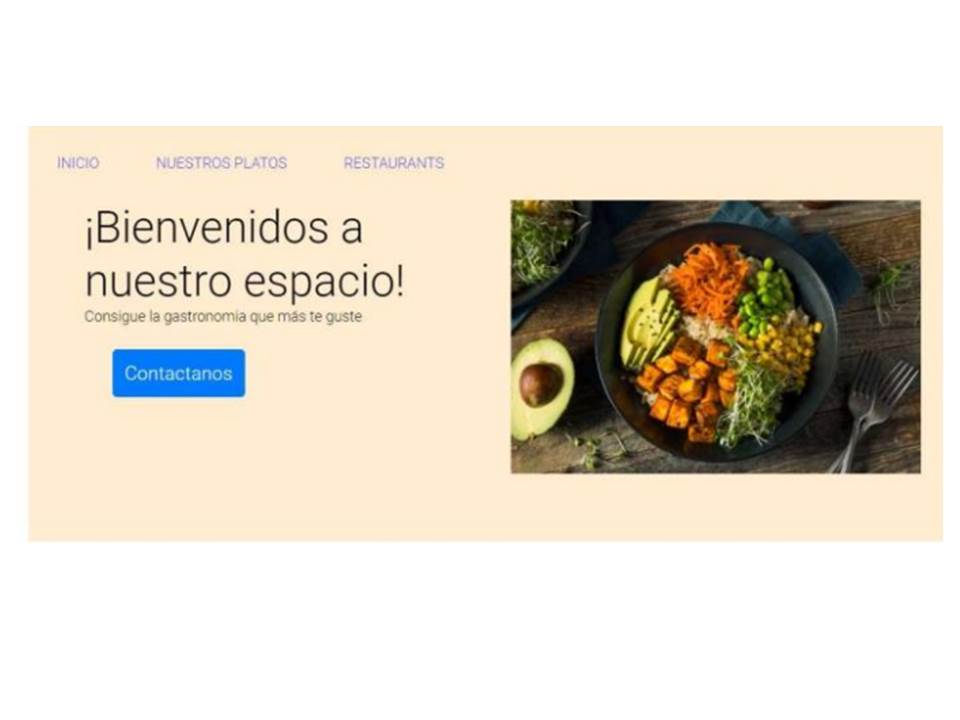 INICIO NUESTROS PLATOS RESTAURANTS
¡Bienvenidos a
nuestro espacio!
Consigue la gastronomia que más te guste
Contactanos